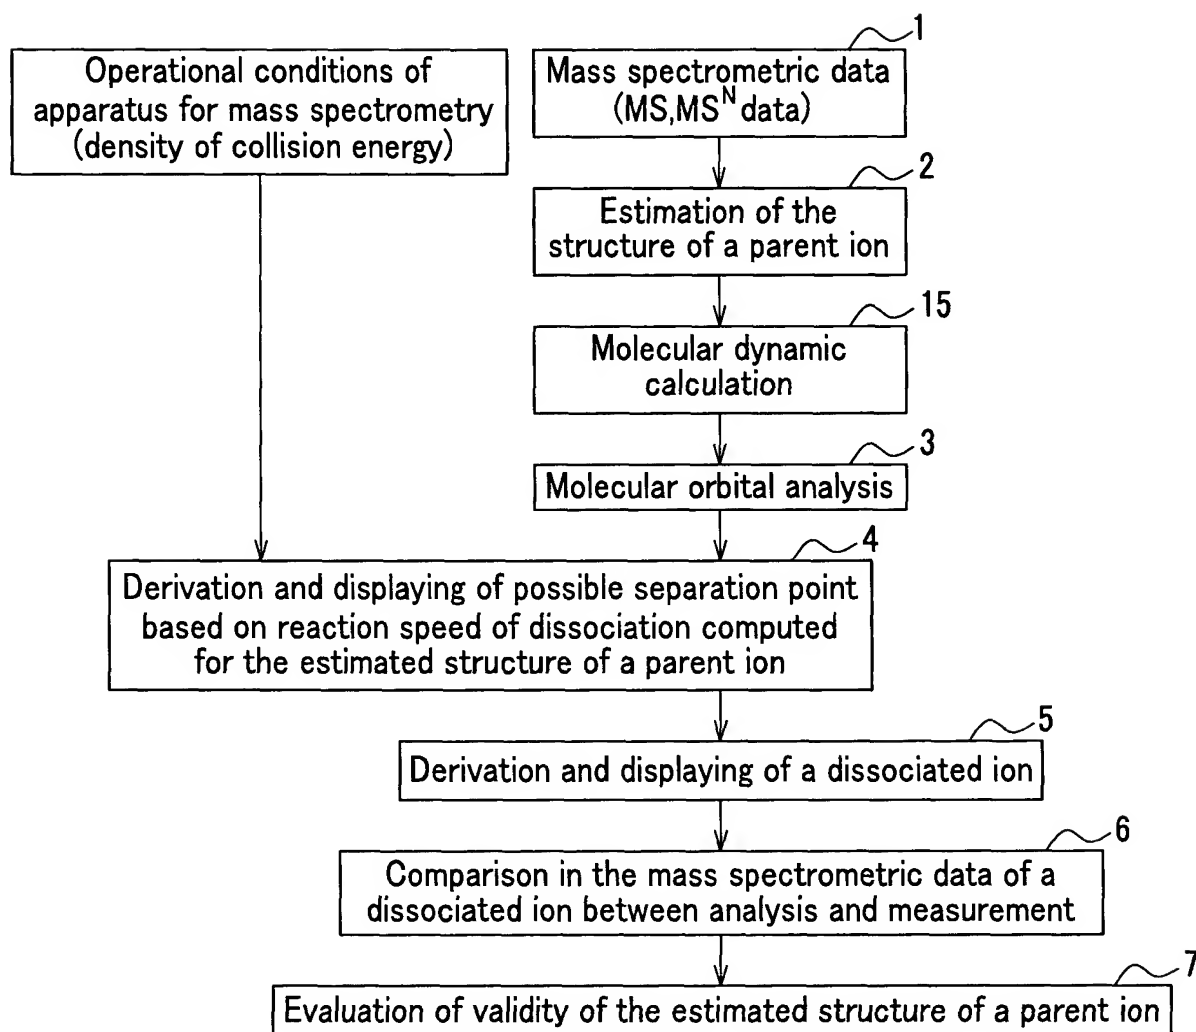 Operational conditions of
apparatus for mass spectrometry
(density of collision energy)
1
Mass spectrometric data
(MS,MS^N data)
2
Estimation of the
structure of a parent ion
15
Molecular dynamic
calculation
3
Molecular orbital analysis
4
Derivation and displaying of possible separation point
based on reaction speed of dissociation computed
for the estimated structure of a parent ion
5
Derivation and displaying of a dissociated ion
6
Comparison in the mass spectrometric data of a
dissociated ion between analysis and measurement
7
Evaluation of validity of the estimated structure of a parent ion